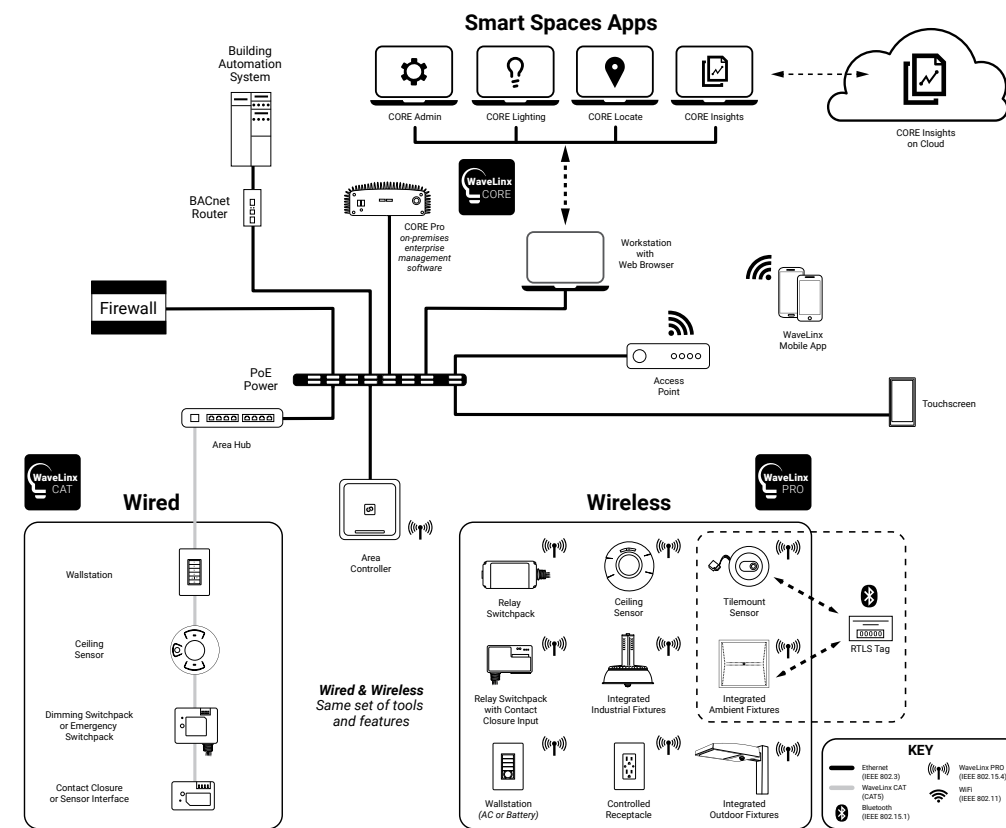 Smart Spaces Apps
Building
Automation
System
CORE Admin
CORE Lighting
CORE Locate
CORE Insights
CORE Insights
on Cloud
WaveLinx
CORE
BACnet
Router
CORE Pro
on-premises
enterprise
management
software
Workstation
with
Web Browser
Firewall
WaveLinx
Mobile App
PoE
Power
Access
Point
Touchscreen
Area Hub
WaveLinx
CAT
Wired
Area
Controller
Wireless
WaveLinx
PRO
Wallstation
Ceiling
Sensor
Dimming Switchpack
or Emergency
Switchpack
Contact Closure
or Sensor Interface
Wired & Wireless
Same set of tools
and features
Relay
Switchpack
Ceiling
Sensor
Tilemount
Sensor
RTLS Tag
Relay Switchpack
with Contact
Closure Input
Integrated
Industrial Fixtures
Integrated
Ambient Fixtures
Wallstation
(AC or Battery)
Controlled
Receptacle
Integrated
Outdoor Fixtures
KEY
Ethernet
(IEEE 802.3)
WaveLinx CAT
(CAT5)
Bluetooth
(IEEE 802.15.1)
WaveLinx PRO
(IEEE 802.15.4)
WiFi
(IEEE 802.11)